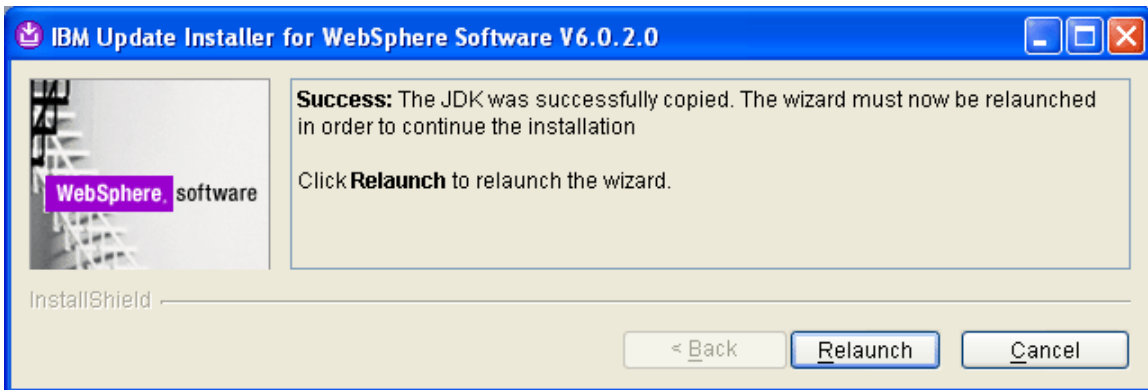 IBM Update Installer for WebSphere Software V6.0.2.0
Success: The JDK was successfully copied. The wizard must now be relaunched
in order to continue the installation
Click Relaunch to relaunch the wizard.
WebSphere. software
InstallShield
< Back
Relaunch
Cancel